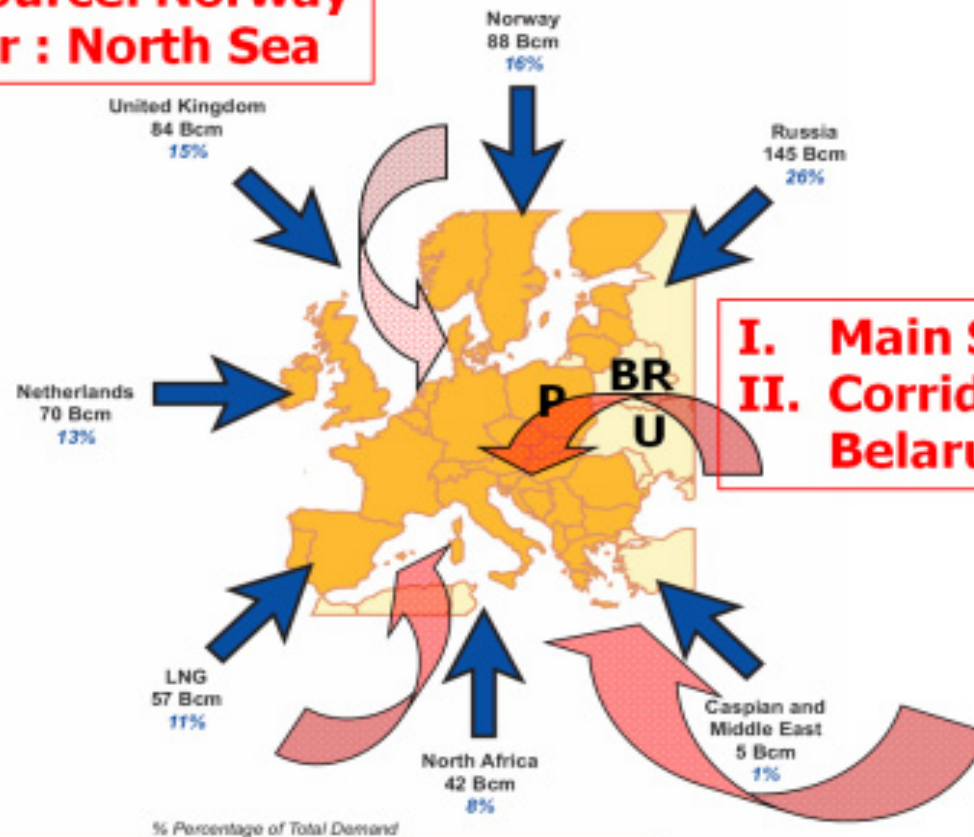 Norway
r : North Sea
Norway
88 Bcm
16%
United Kingdom
84 Bcm
15%
Russia
145 Bcm
26%
I. Main
II. Corrid
Belaru
BR
P
U
Netherlands
70 Bcm
13%
LNG
57 Bcm
11%
North Africa
42 Bcm
8%
Caspian and
Middle East
5 Bcm
1%
% Percentage of Total Demand